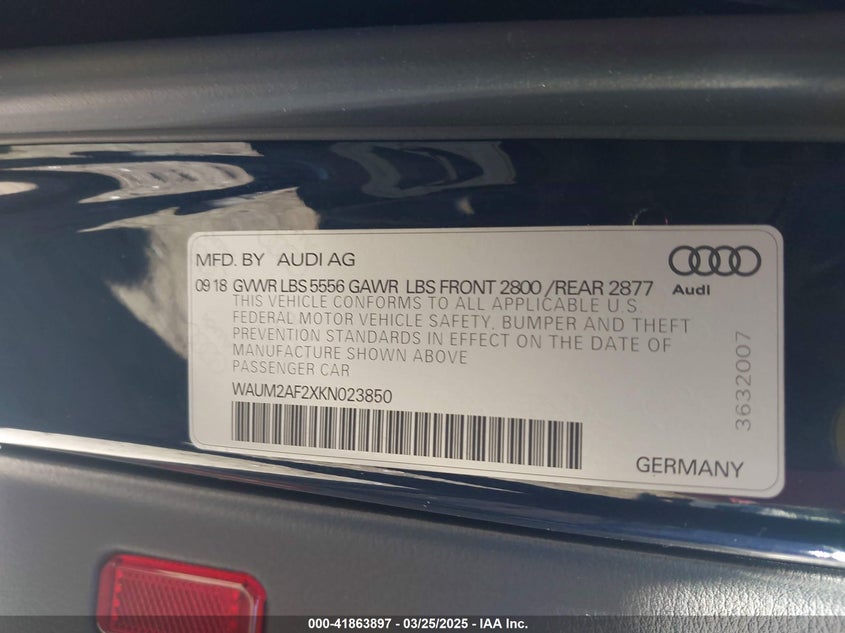 MFD. BY AUDI AG
Audi
09 18 GVWR LBS 5556 GAWR LBS FRONT 2800 /REAR 2877
THIS VEHICLE CONFORMS TO ALL APPLICABLE U.S.
FEDERAL MOTOR VEHICLE SAFETY, BUMPER AND THEFT
PREVENTION STANDARDS IN EFFECT ON THE DATE OF
MANUFACTURE SHOWN ABOVE
PASSENGER CAR
WAUM2AF2XKN023850
3632007
GERMANY
000-41863897 / 03/25/2025 - IAA Inc.